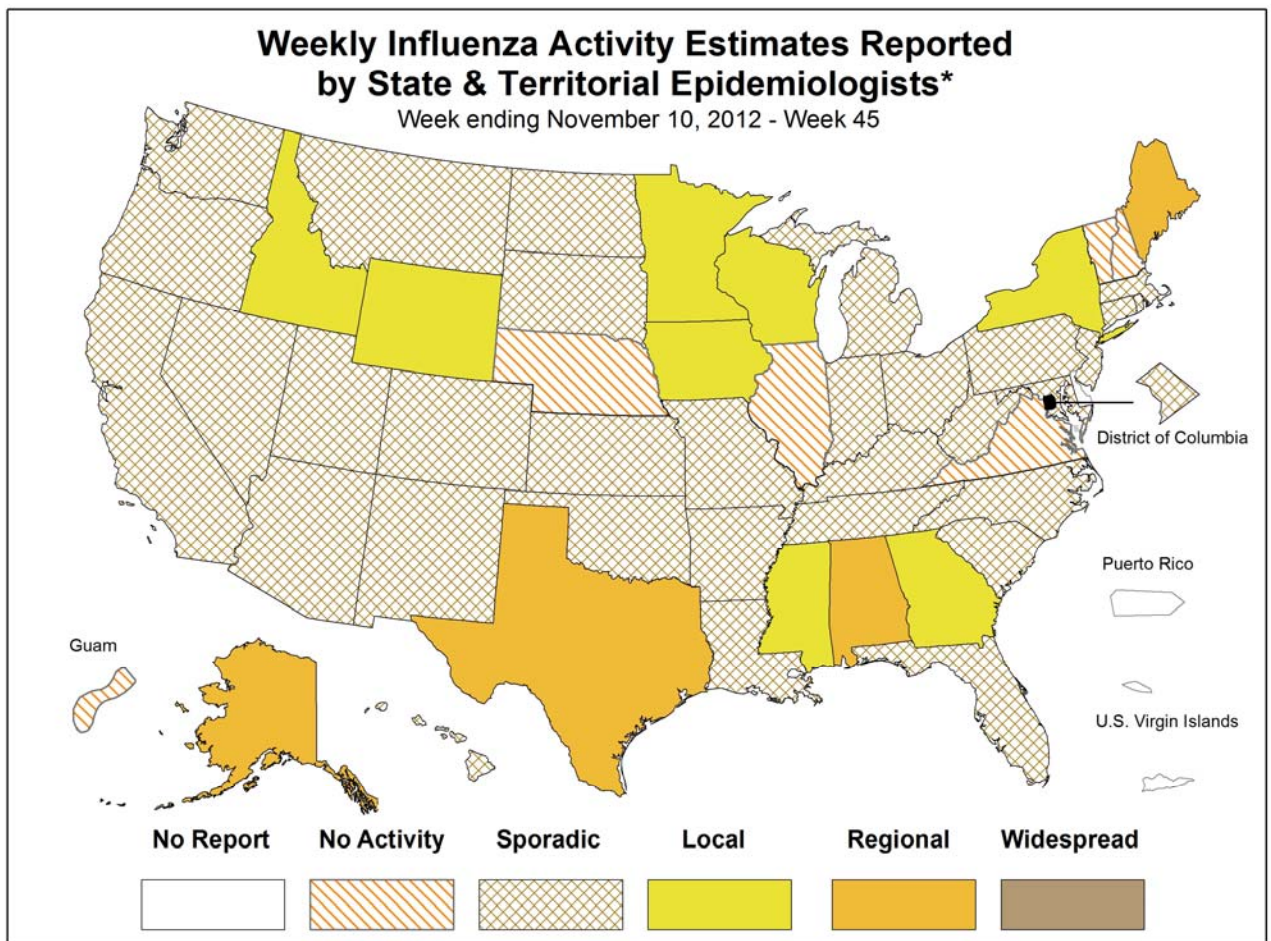 Weekly Influenza Activity Estimates Reported
by State & Territorial Epidemiologists*
Week ending November 10, 2012 - Week 45
District of Columbia
Puerto Rico
Guam
U.S. Virgin Islands
No Report No Activity Sporadic Local Regional Widespread